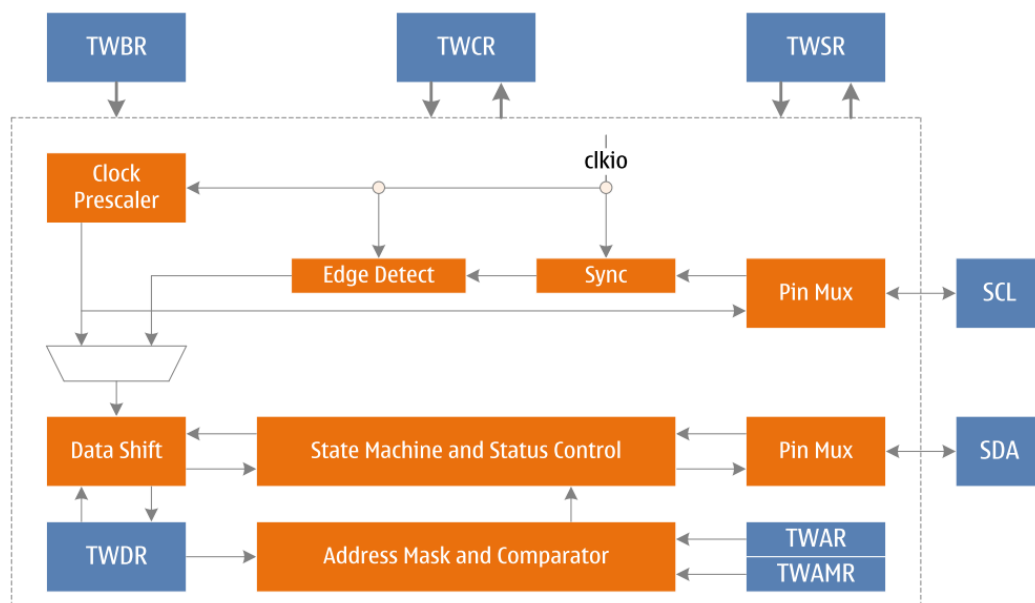 TWBR
TWCR
TWSR
clkio
Clock
Prescaler
Edge Detect
Sync
Pin Mux
SCL
Data Shift
State Machine and Status Control
Pin Mux
SDA
TWDR
Address Mask and Comparator
TWAR
TWAMR